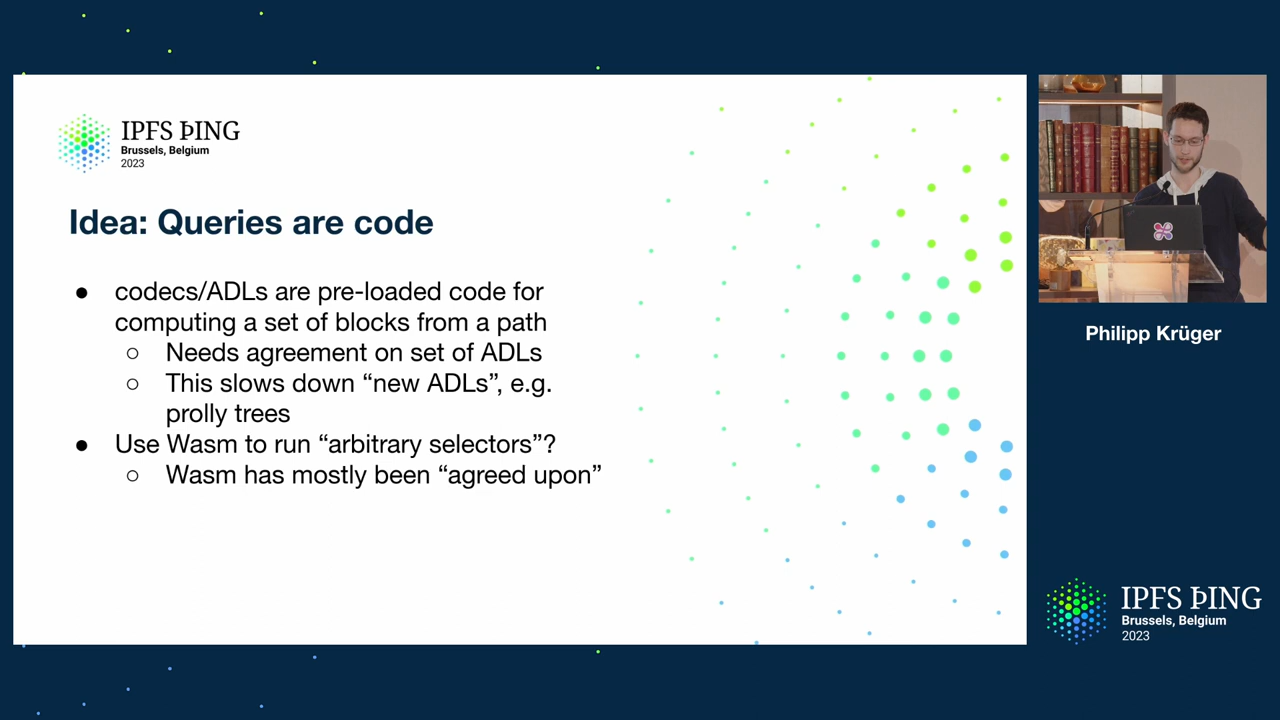 IPFS ÞING
Brussels, Belgium
2023
Idea: Queries are code
● codecs/ADLs are pre-loaded code for
computing a set of blocks from a path
○ Needs agreement on set of ADLs
○ This slows down “new ADLs”, e.g.
prolly trees
● Use Wasm to run “arbitrary selectors”?
○ Wasm has mostly been “agreed upon”
Philipp Krüger
IPFS ÞING
Brussels, Belgium
2023